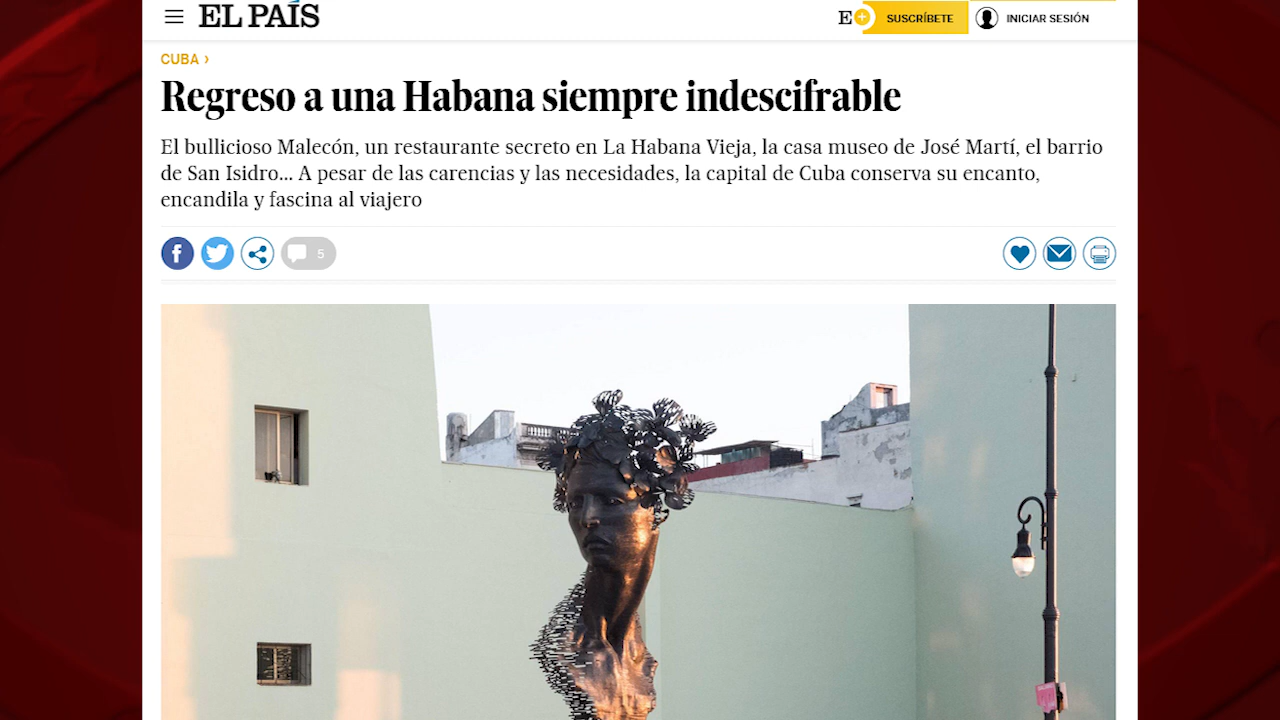 EL PAÍS
E+ SUSCRÍBETE INICIAR SESIÓN
CUBA ›
Regreso a una Habana siempre indescifrable
El bullicioso Malecón, un restaurante secreto en La Habana Vieja, la casa museo de José Martí, el barrio
de San Isidro... A pesar de las carencias y las necesidades, la capital de Cuba conserva su encanto,
encandila y fascina al viajero
5